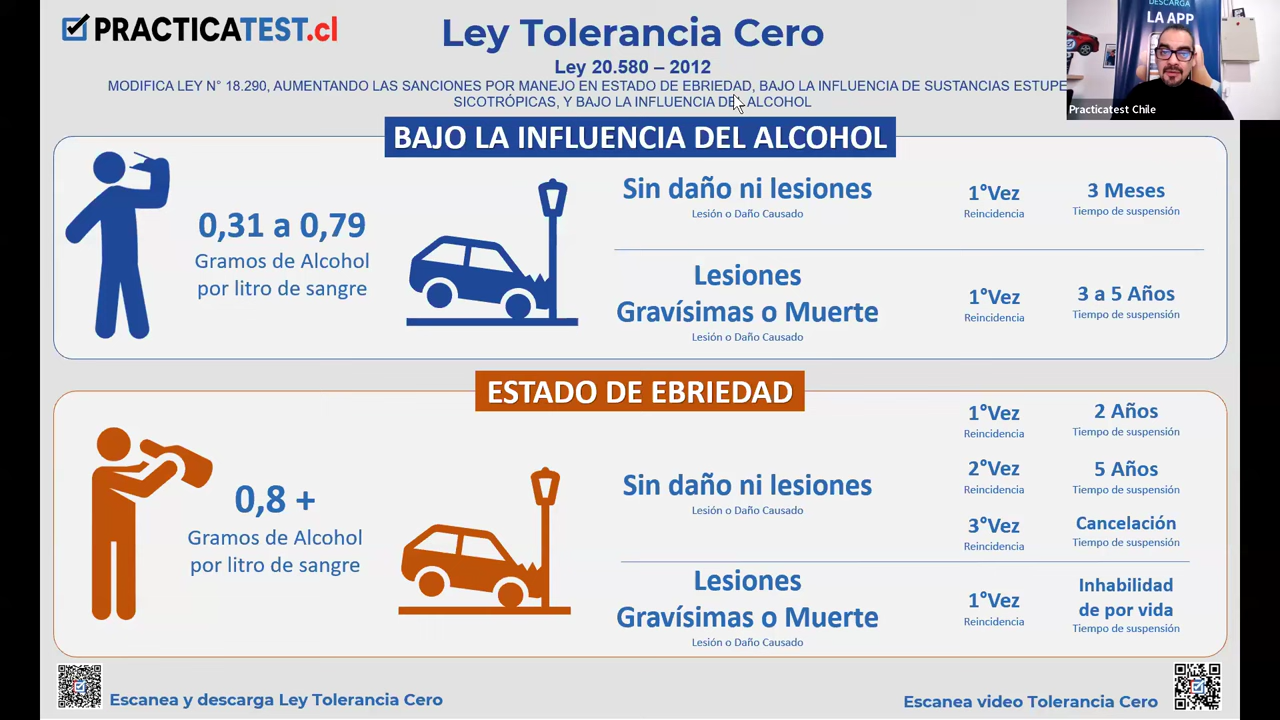 PRACTICATEST.cl
Ley Tolerancia Cero
Ley 20.580 – 2012
MODIFICA LEY N° 18.290, AUMENTANDO LAS SANCIONES POR MANEJO EN ESTADO DE EBRIEDAD, BAJO LA INFLUENCIA DE SUSTANCIAS ESTUPE
SICOTRÓPICAS, Y BAJO LA INFLUENCIA DEL ALCOHOL
DESCARGA
LA APP
Practicatest Chile
BAJO LA INFLUENCIA DEL ALCOHOL
0,31 a 0,79
Gramos de Alcohol
por litro de sangre
Sin daño ni lesiones
Lesión o Daño Causado
1°Vez
Reincidencia
3 Meses
Tiempo de suspensión
Lesiones
Gravísimas o Muerte
Lesión o Daño Causado
1°Vez
Reincidencia
3 a 5 Años
Tiempo de suspensión
ESTADO DE EBRIEDAD
0,8 +
Gramos de Alcohol
por litro de sangre
Sin daño ni lesiones
Lesión o Daño Causado
1°Vez
Reincidencia
2 Años
Tiempo de suspensión
2°Vez
Reincidencia
5 Años
Tiempo de suspensión
3°Vez
Reincidencia
Cancelación
Tiempo de suspensión
Lesiones
Gravísimas o Muerte
Lesión o Daño Causado
1°Vez
Reincidencia
Inhabilidad
de por vida
Tiempo de suspensión
Escanea y descarga Ley Tolerancia Cero
Escanea video Tolerancia Cero